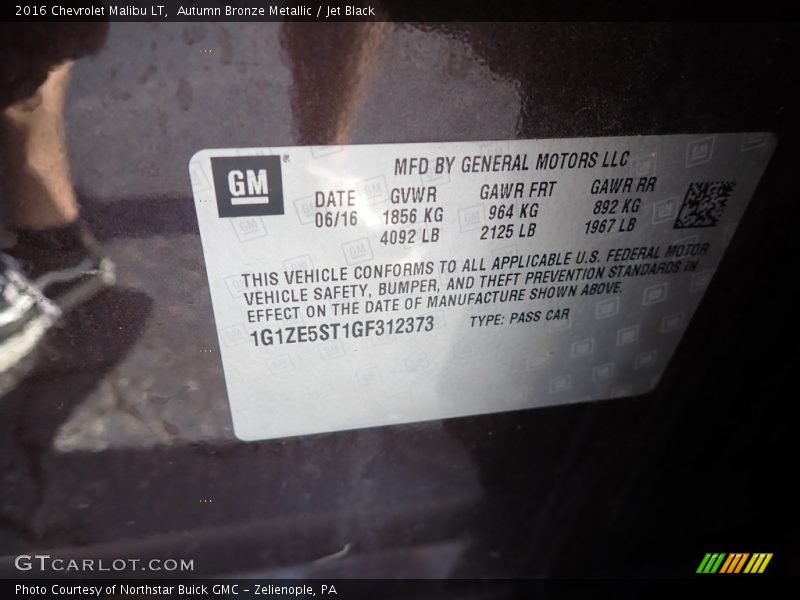 2016 Chevrolet Malibu LT,  Autumn Bronze Metallic / Jet Black
GM
MFD BY GENERAL MOTORS LLC
DATE GVWR GAWR FRT GAWR RR
06/16 1856 KG 964 KG 892 KG
4092 LB 2125 LB 1967 LB
THIS VEHICLE CONFORMS TO ALL APPLICABLE U.S. FEDERAL MOTOR
VEHICLE SAFETY, BUMPER, AND THEFT PREVENTION STANDARDS IN
EFFECT ON THE DATE OF MANUFACTURE SHOWN ABOVE.
1G1ZE5ST1GF312373 TYPE: PASS CAR
GTCARLOT.COM
Photo Courtesy of Northstar Buick GMC - Zelienople, PA